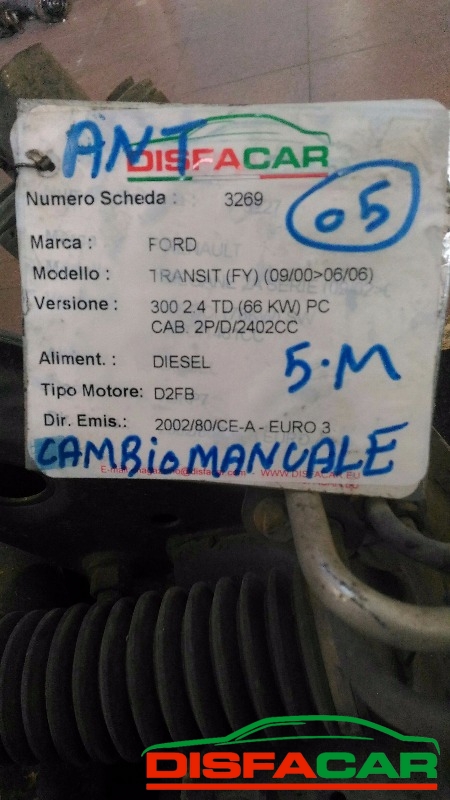 ANT
DISFACAR
Numero Scheda : 3269
05
Marca : FORD
Modello : TRANSIT (FY) (09/00>06/06)
Versione : 300 2.4 TD (66 KW) PC
CAB. 2P/D/2402CC
Aliment. : DIESEL
5.M
Tipo Motore: D2FB
Dir. Emis.: 2002/80/CE-A - EURO 3
CAMBIO MANUALE
WWW.DISFACAR.EU
DISFACAR